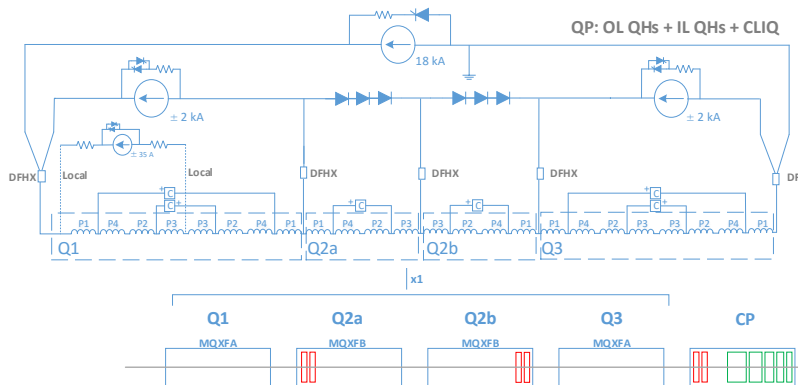 QP: OL QHs + IL QHs + CLIQ
18 kA
± 2 kA
± 2 kA
± 35 A
DFHX
Local
Local
DFHX
DFHX
DFHX
DFHX
+ C
+ C
+ C
+ C
+ C
+ C
P1 P4 P2 P3 P3 P2 P4 P1 P1 P4 P2 P3 P3 P2 P4 P1 P1 P4 P2 P3 P3 P2 P4 P1
Q1 Q2a Q2b Q3
x1
Q1 Q2a Q2b Q3 CP
MQXFA MQXFB MQXFB MQXFA